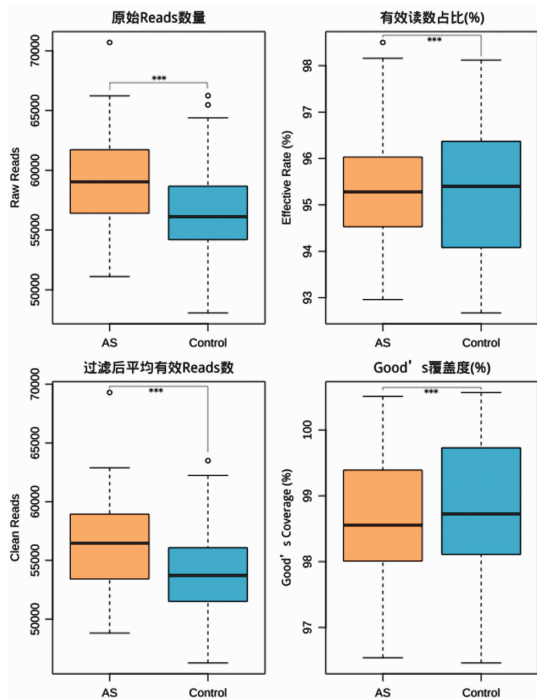 原始Reads数量
Raw Reads
70000
65000
60000
55000
50000
***
AS
Control
有效读数占比(%)
Effective Rate (%)
98
97
96
95
94
93
***
AS
Control
过滤后平均有效Reads数
Clean Reads
70000
65000
60000
55000
50000
***
AS
Control
Good's覆盖度(%)
Good's Coverage (%)
100
99
98
97
***
AS
Control